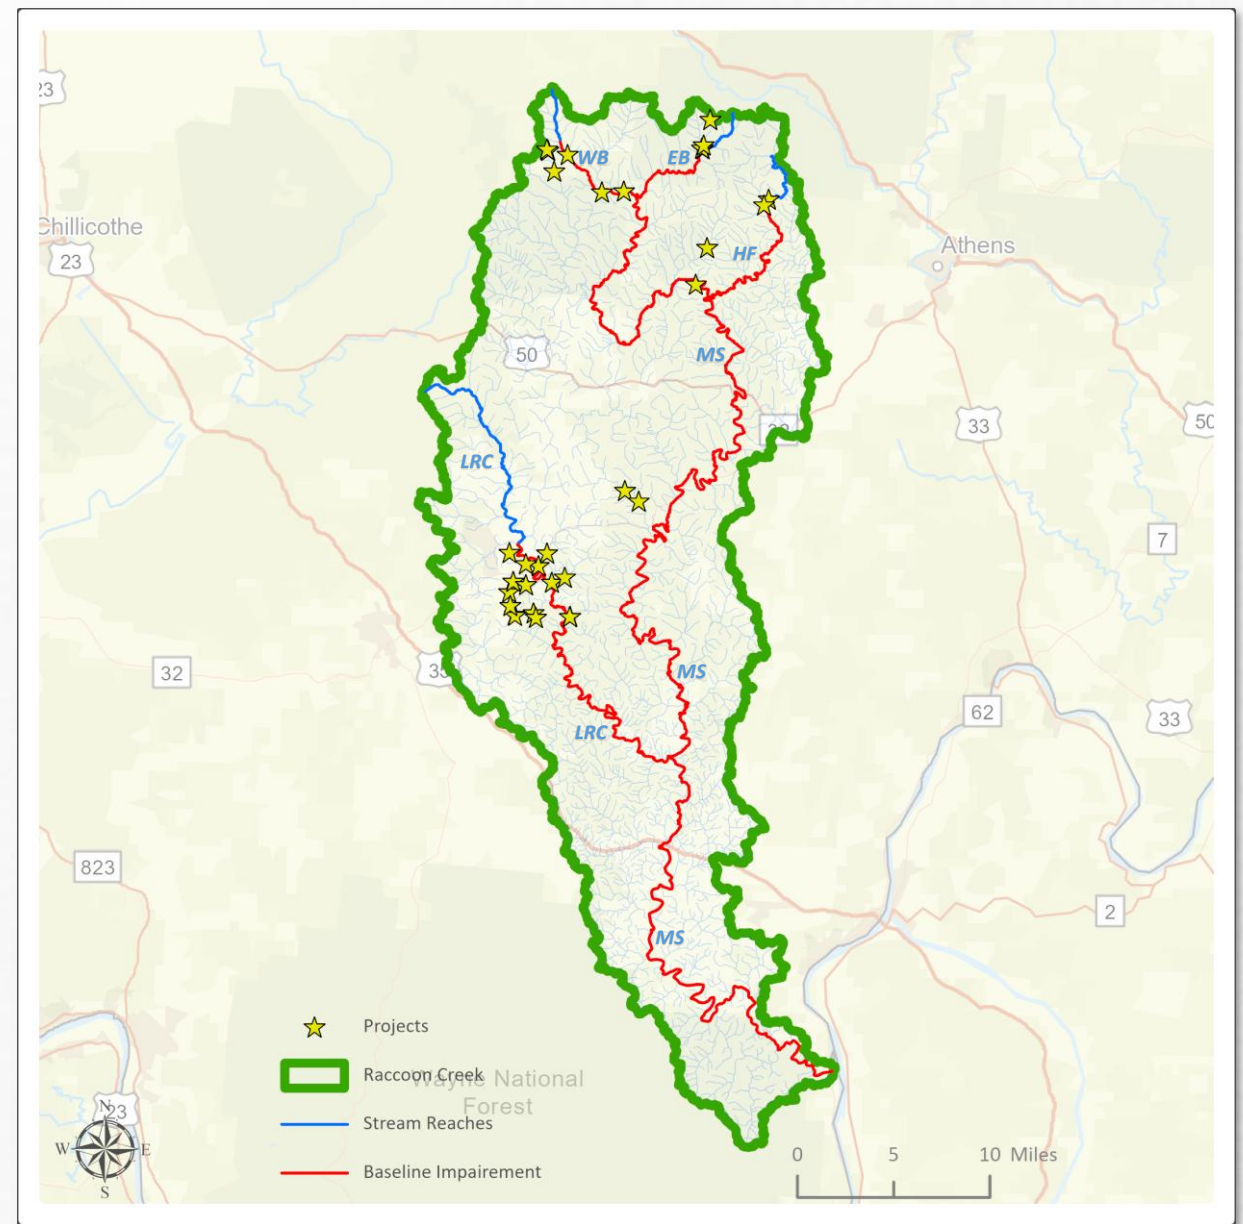 23
WB
EB
Chillicothe
23
HF
Athens
50
MS
33
50
LRC
7
32
MS
62
33
LRC
823
2
MS
Projects
Raccoon Creek
Wayne National
Forest
Stream Reaches
Baseline Impairement
23
N
W
E
S
0 5 10 Miles